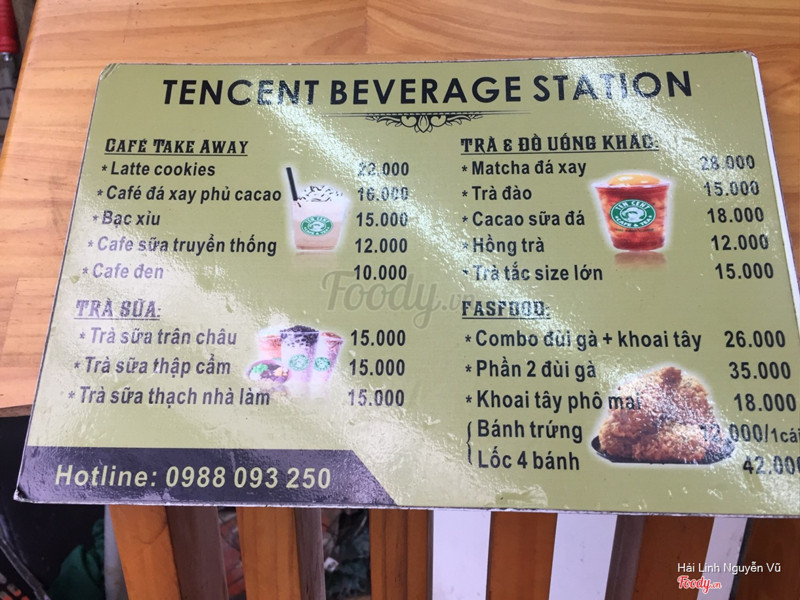 TENCENT BEVERAGE STATION
CAFÉ TAKE AWAY
* Latte cookies 22.000
* Café đá xay phủ cacao 16.000
* Bạc xỉu 15.000
* Cafe sữa truyền thống 12.000
* Cafe đen 10.000
TRÀ SỮA:
* Trà sữa trân châu 15.000
* Trà sữa thập cẩm 15.000
* Trà sữa thạch nhà làm 15.000
Hotline: 0988 093 250
TRÀ & ĐỒ UỐNG KHÁC:
* Matcha đá xay 28.000
* Trà đào 15.000
* Cacao sữa đá 18.000
* Hồng trà 12.000
* Trà tắc size lớn 15.000
FASFOOD:
* Combo đùi gà + khoai tây 26.000
* Phần 2 đùi gà 35.000
* Khoai tây phô mai 18.000
Bánh trứng 12.000/1cái
Lốc 4 bánh 42.000
TEN CENT
Foody.vn
Hải Linh Nguyễn Vũ
Foody.vn